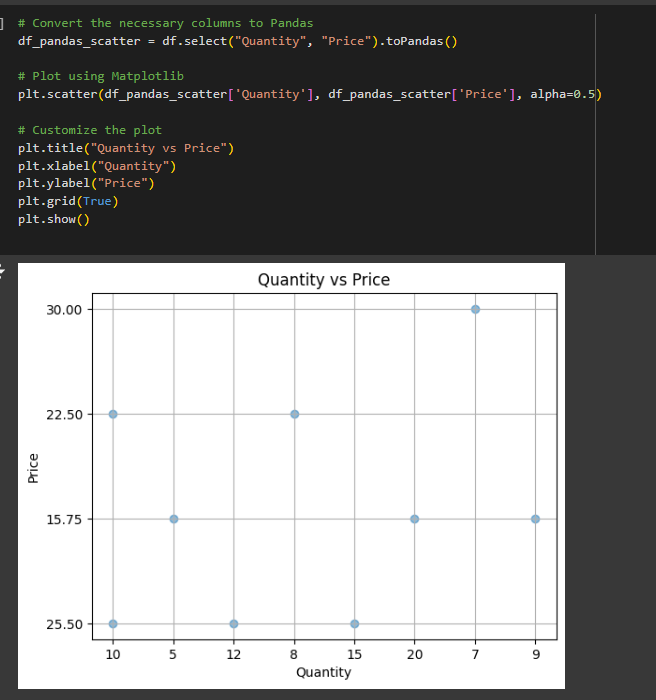 ]
# Convert the necessary columns to Pandas
df_pandas_scatter = df.select("Quantity", "Price").toPandas()
# Plot using Matplotlib
plt.scatter(df_pandas_scatter['Quantity'], df_pandas_scatter['Price'], alpha=0.5)
# Customize the plot
plt.title("Quantity vs Price")
plt.xlabel("Quantity")
plt.ylabel("Price")
plt.grid(True)
plt.show()
Quantity vs Price
30.00
22.50
15.75
25.50
Price
10 5 12 8 15 20 7 9
Quantity